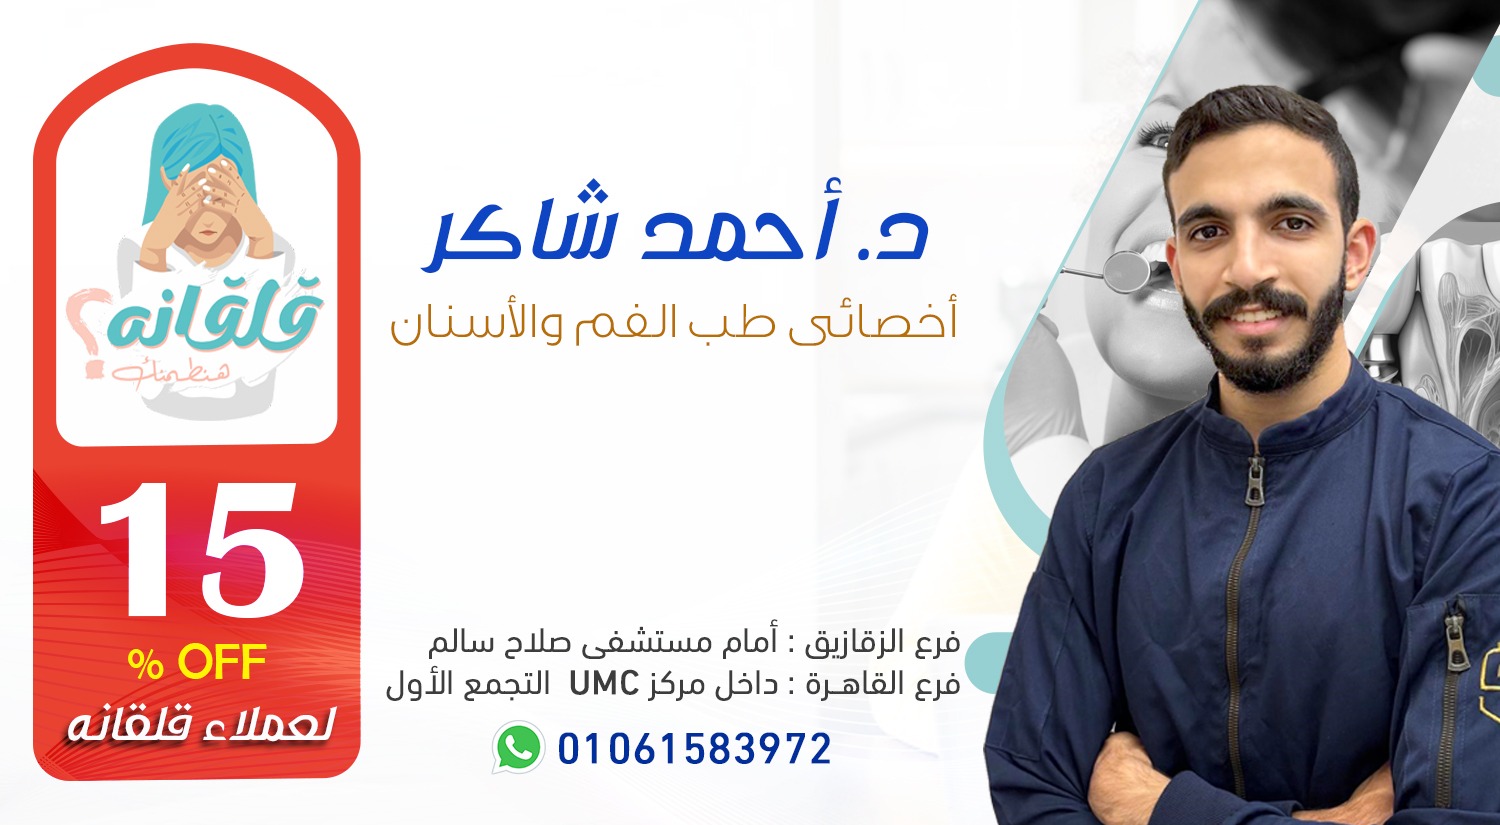 د. أحمد شاكر
أخصائى طب الفم والأسنان
فرع الزقازيق : أمام مستشفى صلاح سالم
فرع القاهرة : داخل مركز UMC التجمع الأول
01061583972
قلقانه؟
هنطمنك
15
% OFF
لعملاء قلقانه